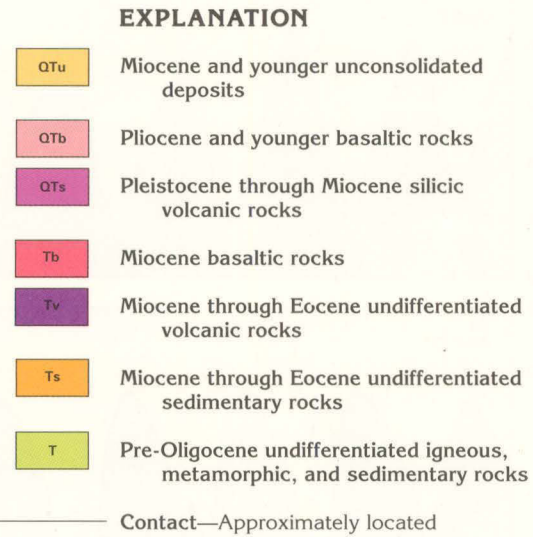 EXPLANATION
QTu Miocene and younger unconsolidated
deposits
QTb Pliocene and younger basaltic rocks
QTs Pleistocene through Miocene silicic
volcanic rocks
Tb Miocene basaltic rocks
Tv Miocene through Eocene undifferentiated
volcanic rocks
Ts Miocene through Eocene undifferentiated
sedimentary rocks
T Pre-Oligocene undifferentiated igneous,
metamorphic, and sedimentary rocks
Contact—Approximately located